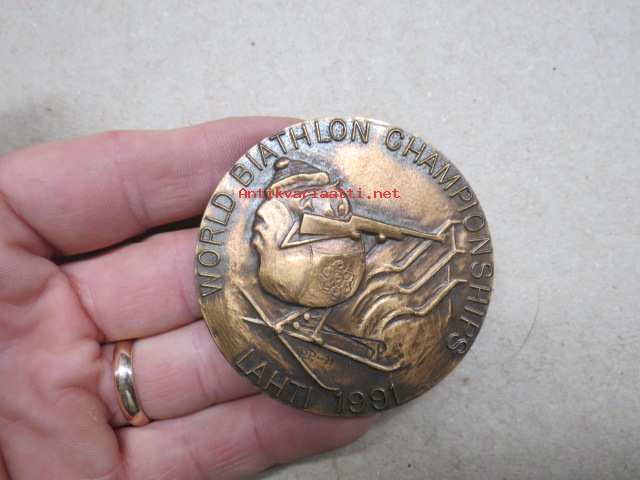 WORLD BIATHLON CHAMPIONSHIPS
Antikvariaatti.net
LAHTI 1991